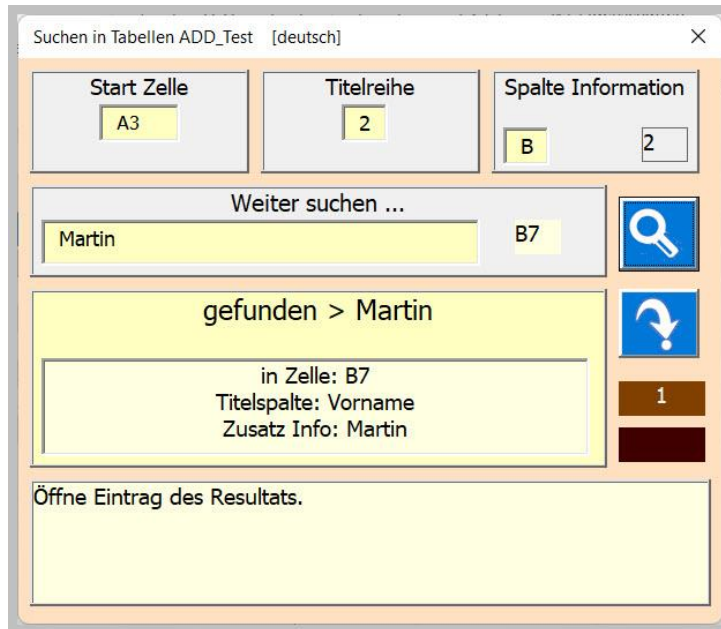 Suchen in Tabellen ADD_Test [deutsch]
Start Zelle
A3
Titelreihe
2
Spalte Information
B
2
Weiter suchen ...
Martin
B7
gefunden > Martin
in Zelle: B7
Titelspalte: Vorname
Zusatz Info: Martin
1
Öffne Eintrag des Resultats.